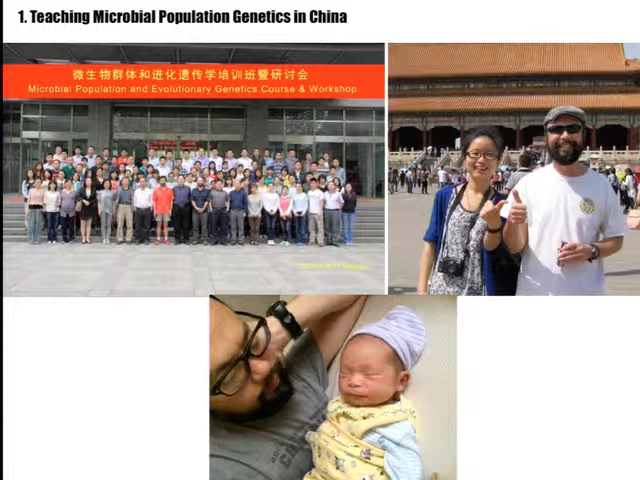 1. Teaching Microbial Population Genetics in China
微生物群体和进化遗传学培训班暨研讨会
Microbial Population and Evolutionary Genetics Course & Workshop